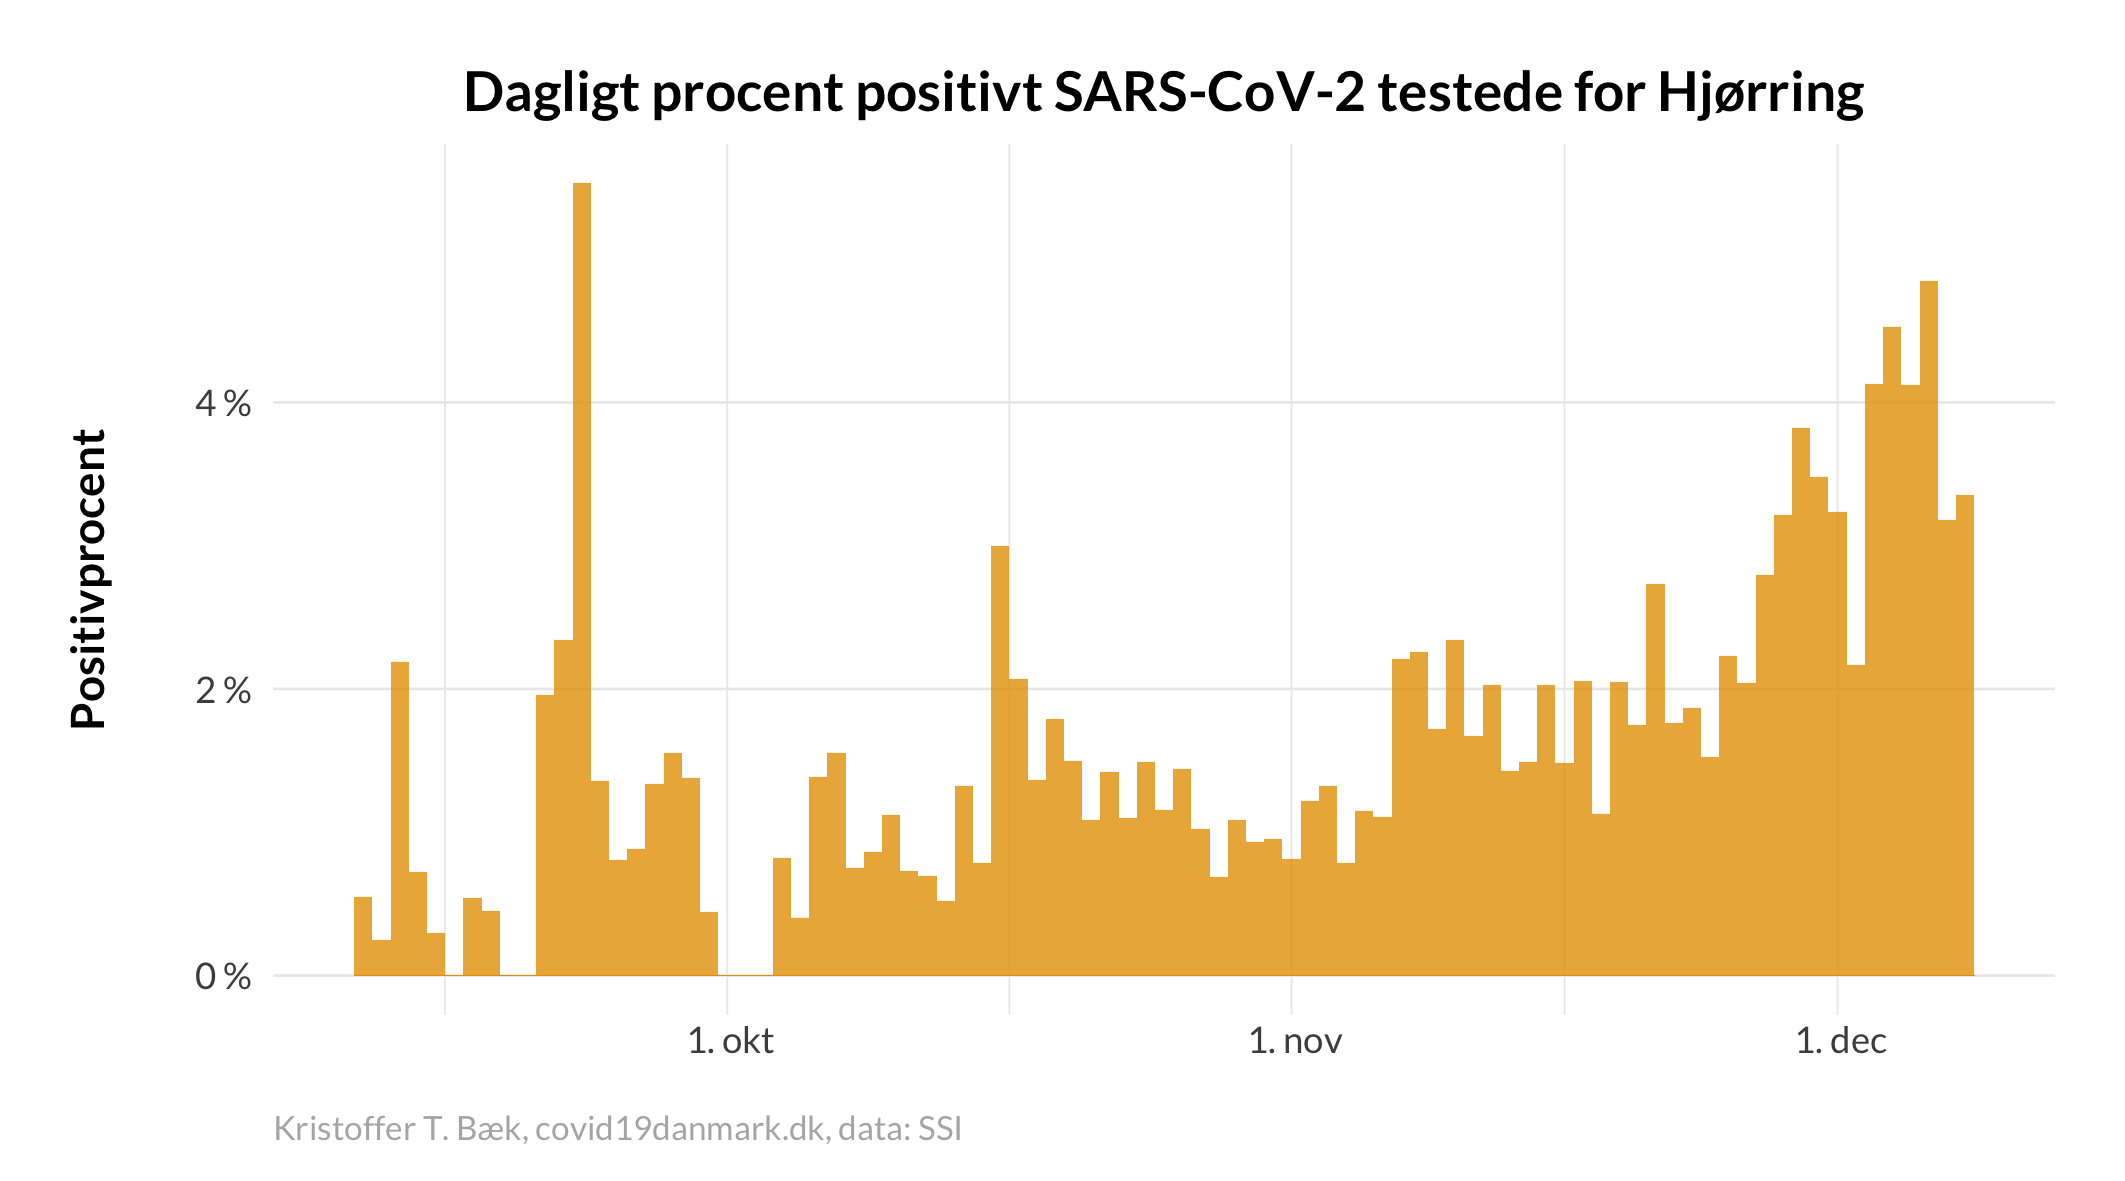 Dagligt procent positivt SARS-CoV-2 testede for Hjørring
Positivprocent
4 %
2 %
0 %
1. okt
1. nov
1. dec
Kristoffer T. Bæk, covid19danmark.dk, data: SSI